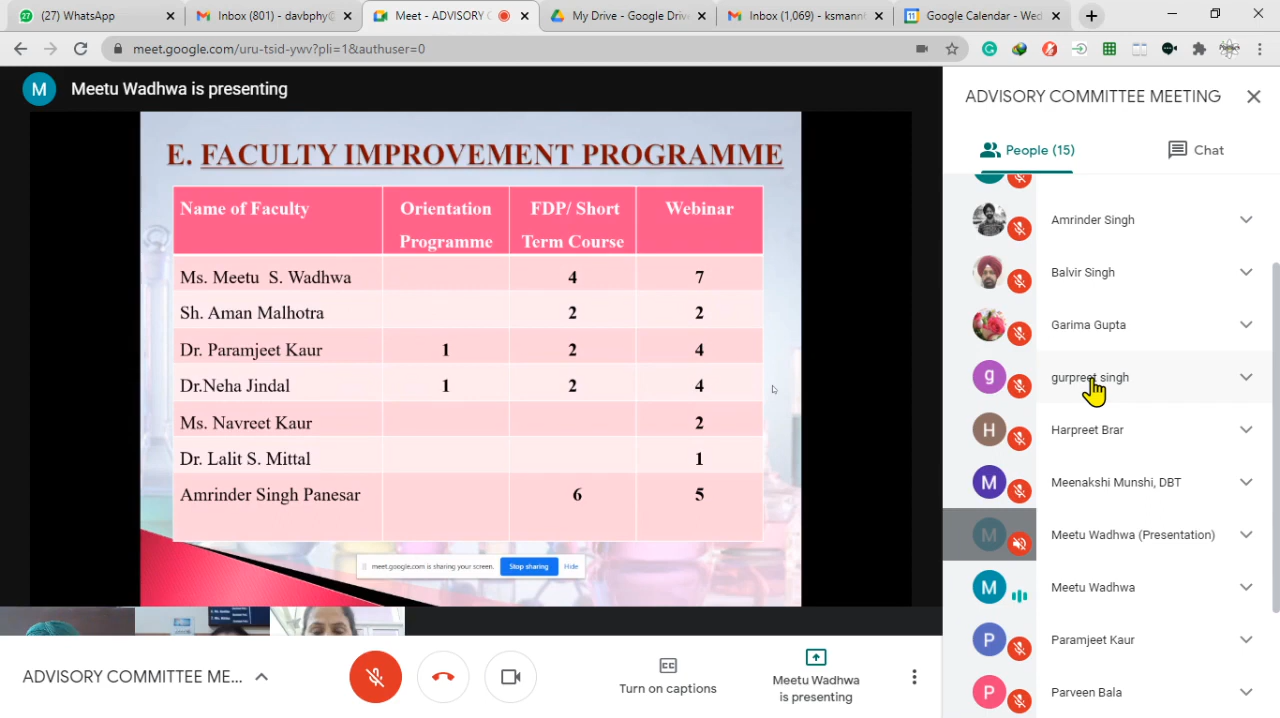 (27) WhatsApp
Inbox (801) - davbphy@
Meet - ADVISORY C
My Drive - Google Driv
Inbox (1,069) - ksmann
Google Calendar - Wed
meet.google.com/uru-tsid-ywv?pli=1&authuser=0
M Meetu Wadhwa is presenting
E. FACULTY IMPROVEMENT PROGRAMME
Name of Faculty Orientation Programme FDP/ Short Term Course Webinar
Ms. Meetu S. Wadhwa 4 7
Sh. Aman Malhotra 2 2
Dr. Paramjeet Kaur 1 2 4
Dr.Neha Jindal 1 2 4
Ms. Navreet Kaur 2
Dr. Lalit S. Mittal 1
Amrinder Singh Panesar 6 5
meet.google.com is sharing your screen. Stop sharing Hide
ADVISORY COMMITTEE ME...
Turn on captions
Meetu Wadhwa
is presenting
ADVISORY COMMITTEE MEETING
People (15) Chat
Amrinder Singh
Balvir Singh
Garima Gupta
g gurpreet singh
H Harpreet Brar
M Meenakshi Munshi, DBT
M Meetu Wadhwa (Presentation)
M Meetu Wadhwa
P Paramjeet Kaur
P Parveen Bala